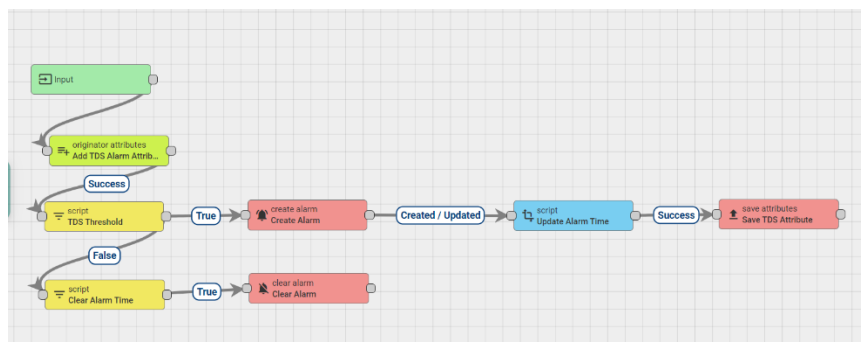 Input
originator attributes
Add TDS Alarm Attrib...
Success
script
TDS Threshold
True
create alarm
Create Alarm
Created / Updated
script
Update Alarm Time
Success
save attributes
Save TDS Attribute
False
script
Clear Alarm Time
True
clear alarm
Clear Alarm